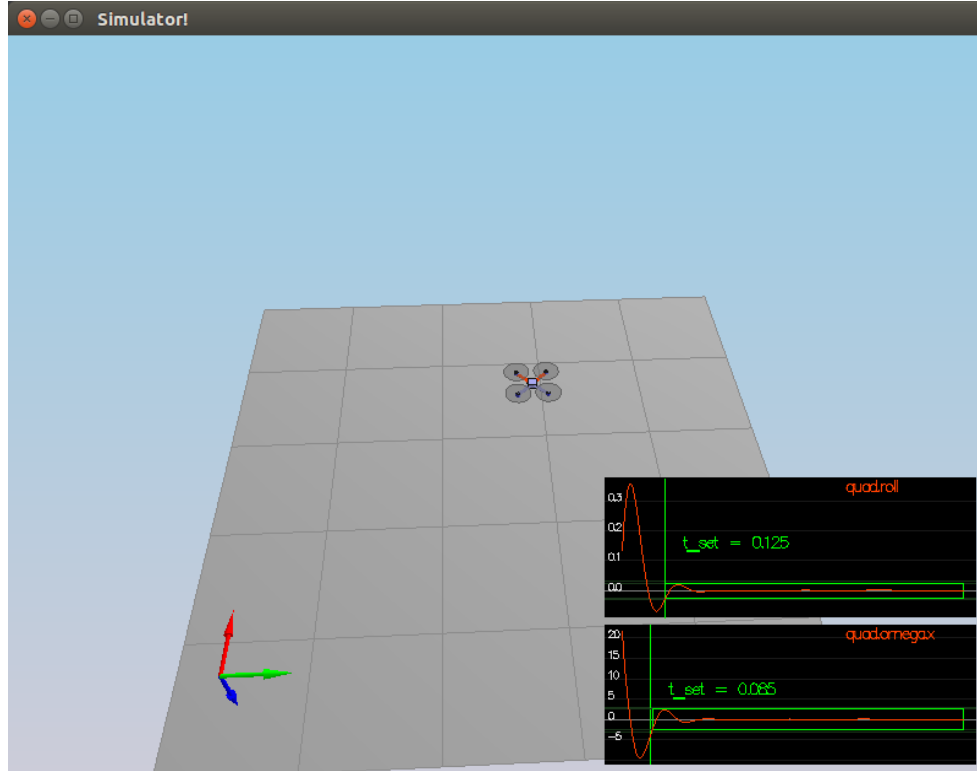 Simulator!
quad.roll
0.3
0.2
t_set = 0.125
0.1
0.0
quad.omega.x
20
15
10
t_set = 0.085
5
0
-5